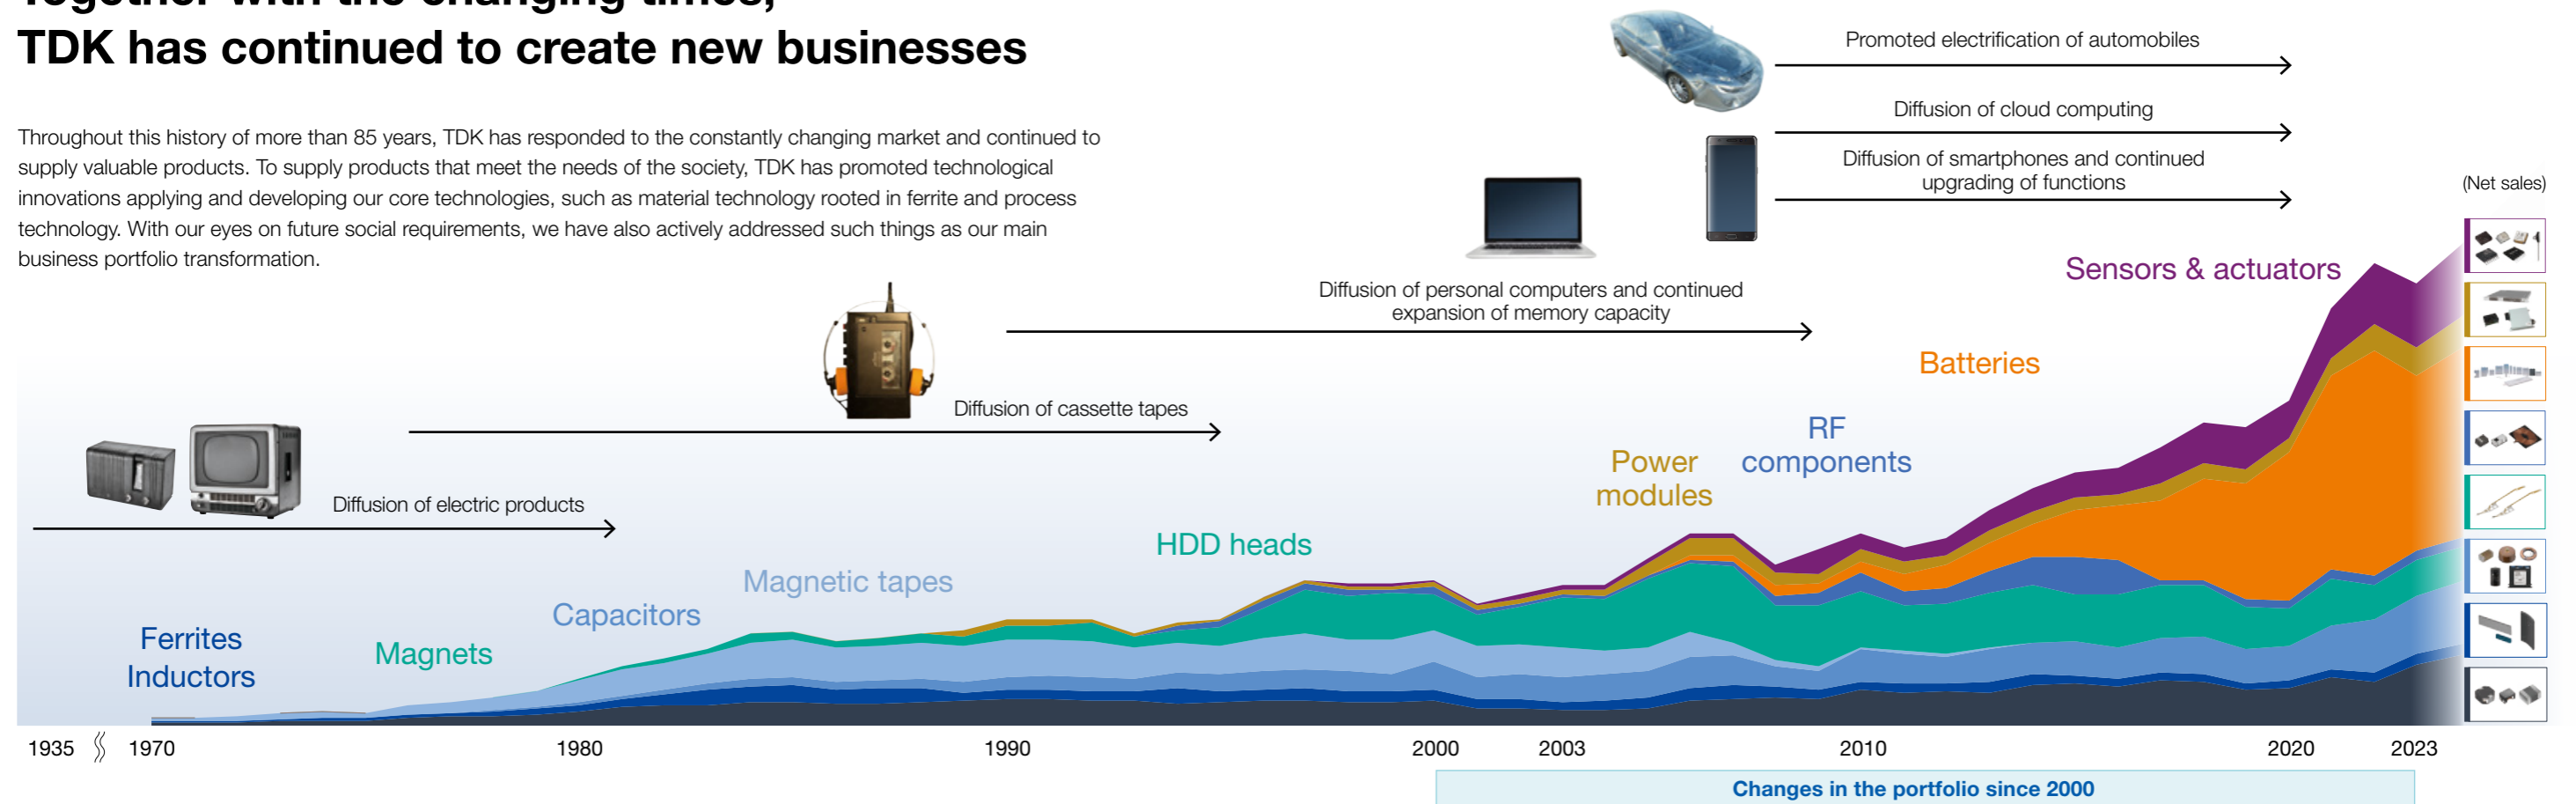 Together with the changing times,
TDK has continued to create new businesses
Throughout this history of more than 85 years, TDK has responded to the constantly changing market and continued to
supply valuable products. To supply products that meet the needs of the society, TDK has promoted technological
innovations applying and developing our core technologies, such as material technology rooted in ferrite and process
technology. With our eyes on future social requirements, we have also actively addressed such things as our main
business portfolio transformation.
Promoted electrification of automobiles
Diffusion of cloud computing
Diffusion of smartphones and continued
upgrading of functions
(Net sales)
Diffusion of personal computers and continued
expansion of memory capacity
Diffusion of cassette tapes
Diffusion of electric products
Sensors & actuators
Batteries
RF
components
Power
modules
HDD heads
Magnetic tapes
Capacitors
Magnets
Ferrites
Inductors
1935
1970
1980
1990
2000
2003
2010
2020
2023
Changes in the portfolio since 2000